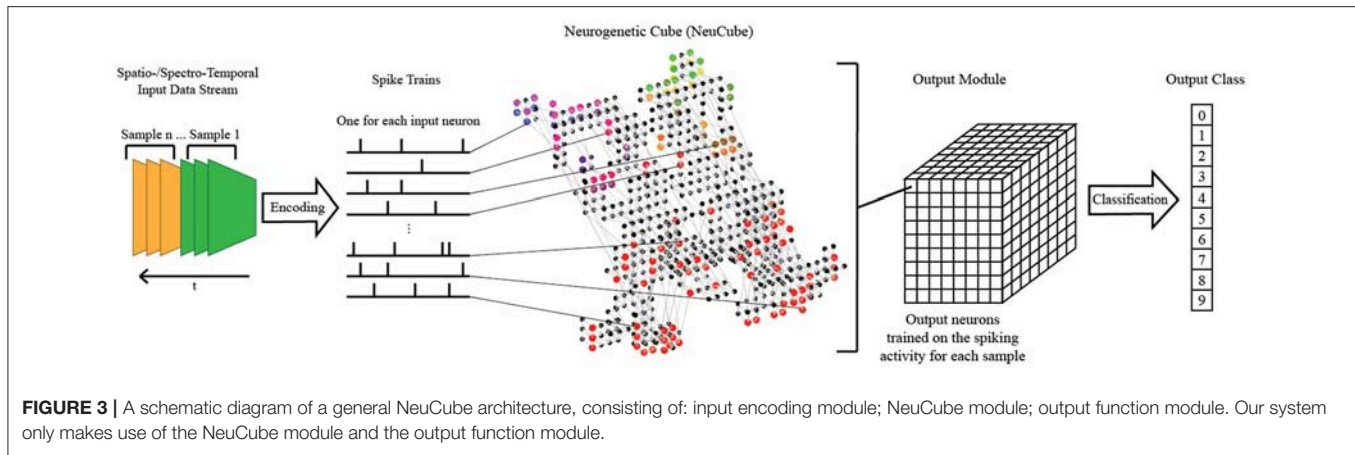 Neurogenetic Cube (NeuCube)
Spatio-/Spectro-Temporal
Input Data Stream
Sample n ... Sample 1
t
Encoding
Spike Trains
One for each input neuron
...
Output Module
Output neurons
trained on the spiking
activity for each sample
Classification
Output Class
0
1
2
3
4
5
6
7
8
9
FIGURE 3 | A schematic diagram of a general NeuCube architecture, consisting of: input encoding module; NeuCube module; output function module. Our system
only makes use of the NeuCube module and the output function module.